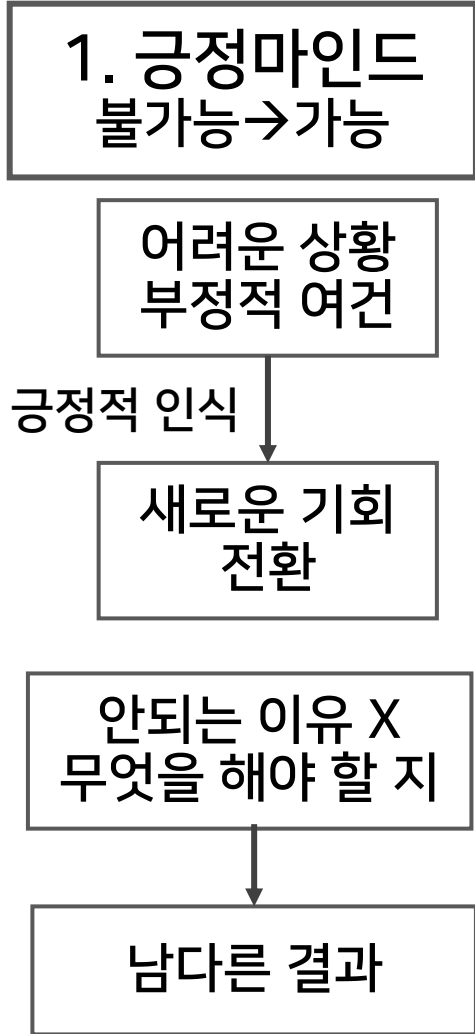 1. 긍정마인드
불가능→가능
어려운 상황
부정적 여건
긍정적 인식
새로운 기회
전환
안되는 이유 X
무엇을 해야 할 지
남다른 결과